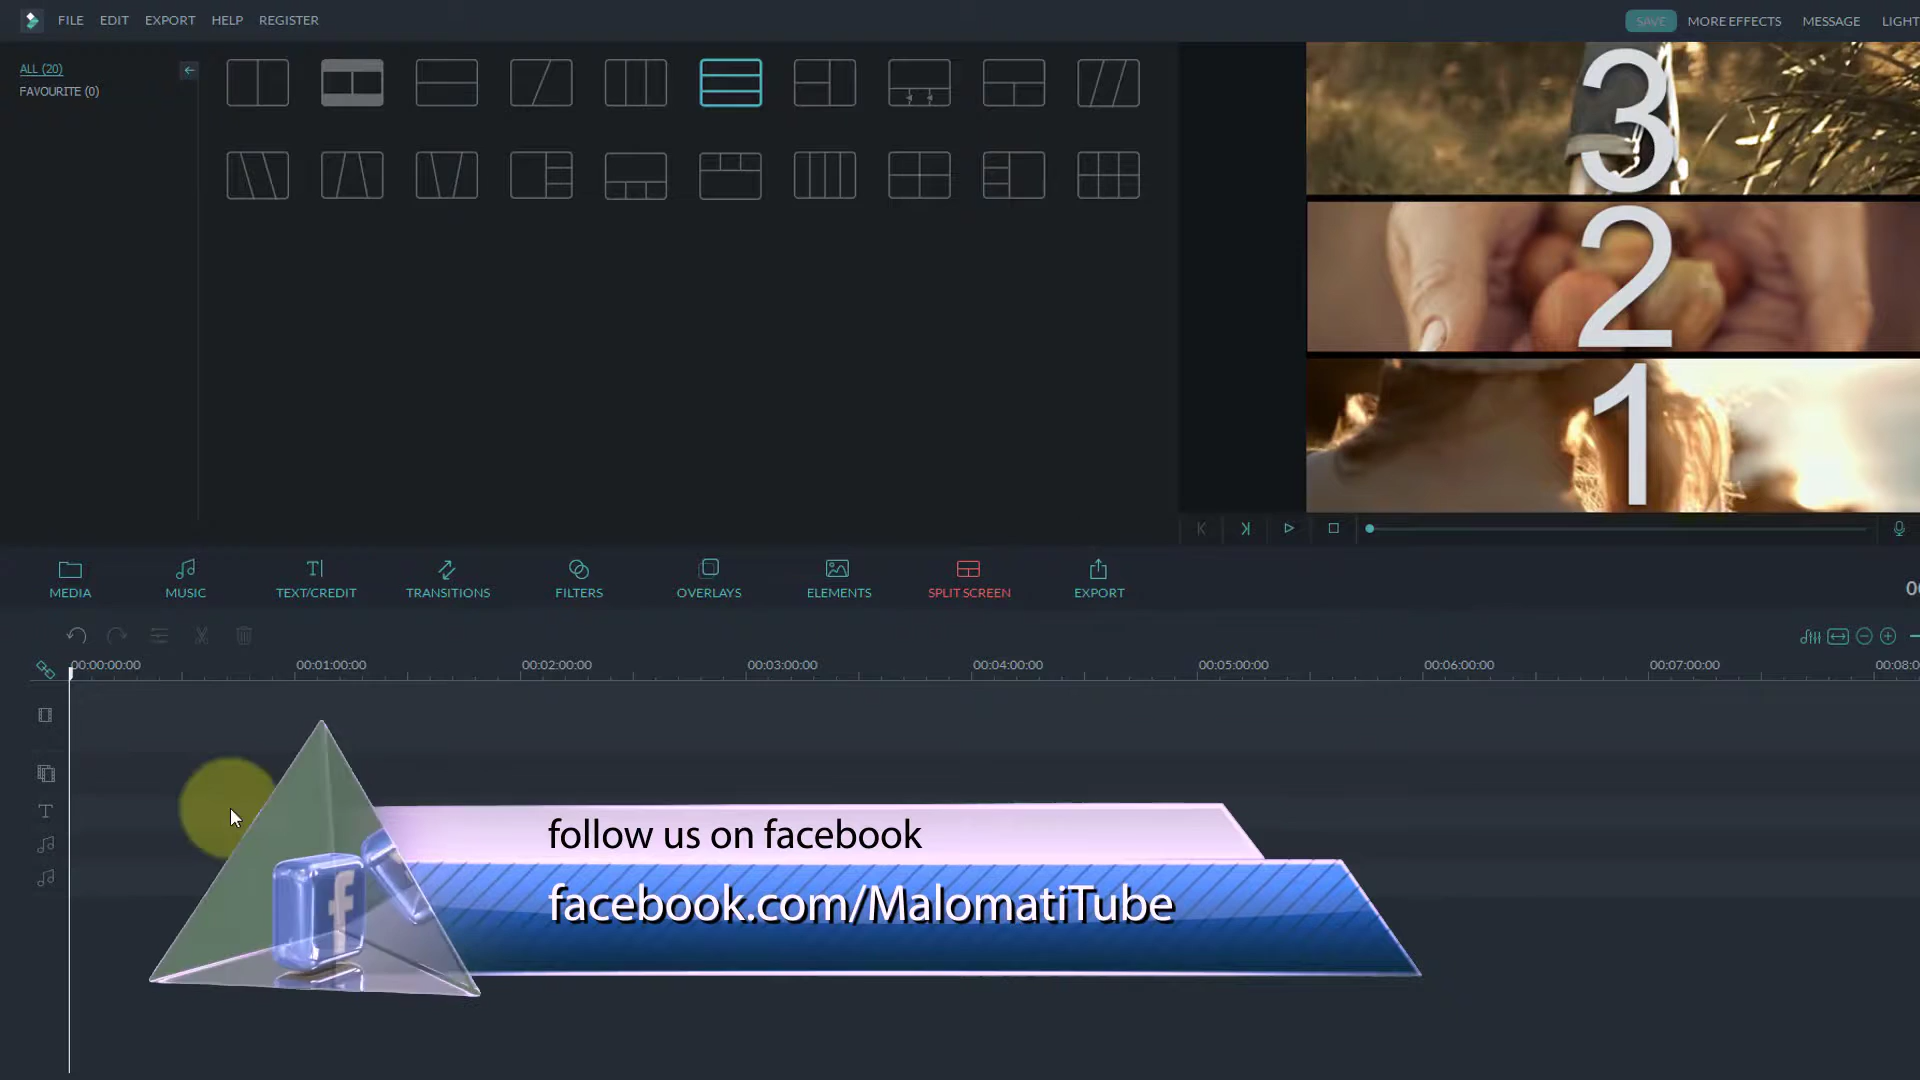 FILE EDIT EXPORT HELP REGISTER
SAVE MORE EFFECTS MESSAGE LIGHT
ALL (20)
FAVOURITE (0)
3
2
1
MEDIA MUSIC TEXT/CREDIT TRANSITIONS FILTERS OVERLAYS ELEMENTS SPLIT SCREEN EXPORT
00:00:00:00 00:01:00:00 00:02:00:00 00:03:00:00 00:04:00:00 00:05:00:00 00:06:00:00 00:07:00:00 00:08:0
follow us on facebook
facebook.com/MalomatiTube
f